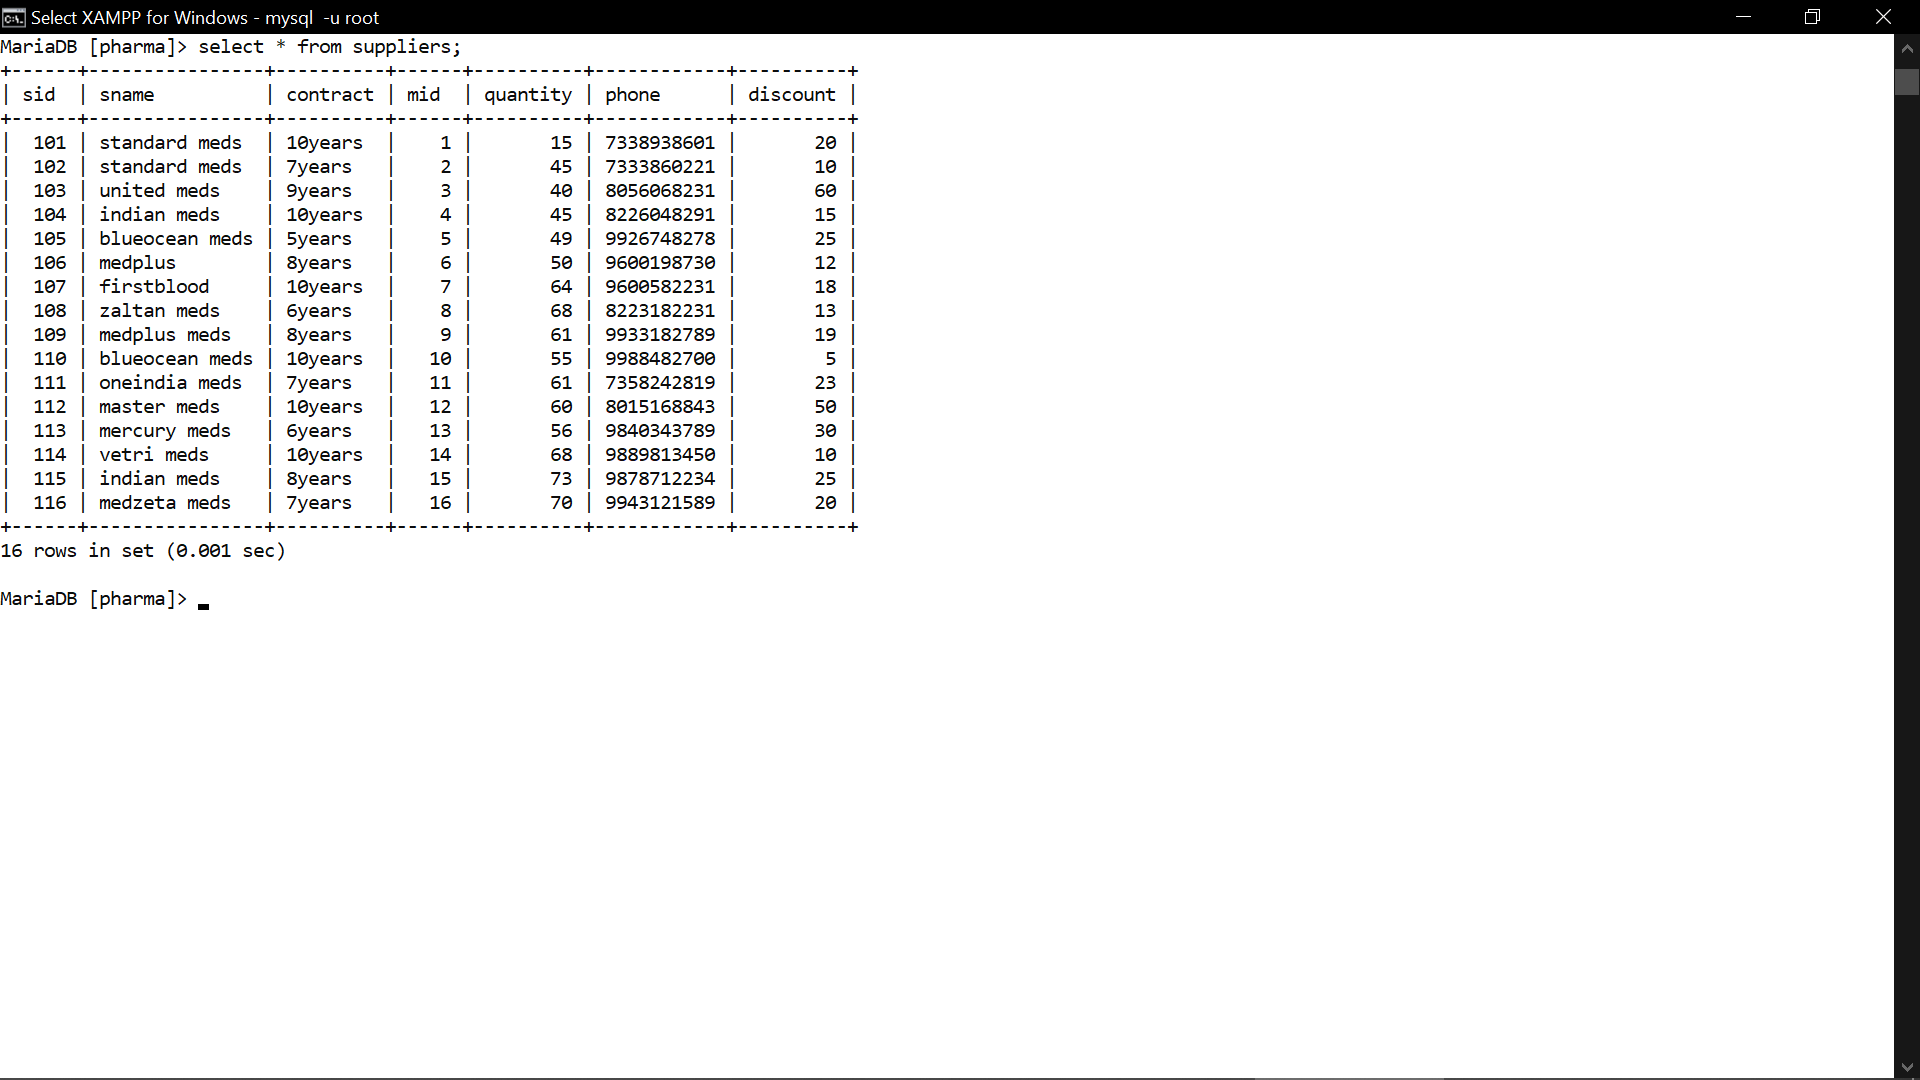 Select XAMPP for Windows - mysql  -u root
MariaDB [pharma]> select * from suppliers;
+------+----------------+----------+------+----------+------------+----------+
| sid  | sname          | contract | mid  | quantity | phone      | discount |
+------+----------------+----------+------+----------+------------+----------+
|  101 | standard meds  | 10years  |    1 |       15 | 7338938601 |       20 |
|  102 | standard meds  | 7years   |    2 |       45 | 7333860221 |       10 |
|  103 | united meds    | 9years   |    3 |       40 | 8056068231 |       60 |
|  104 | indian meds    | 10years  |    4 |       45 | 8226048291 |       15 |
|  105 | blueocean meds | 5years   |    5 |       49 | 9926748278 |       25 |
|  106 | medplus        | 8years   |    6 |       50 | 9600198730 |       12 |
|  107 | firstblood     | 10years  |    7 |       64 | 9600582231 |       18 |
|  108 | zaltan meds    | 6years   |    8 |       68 | 8223182231 |       13 |
|  109 | medplus meds   | 8years   |    9 |       61 | 9933182789 |       19 |
|  110 | blueocean meds | 10years  |   10 |       55 | 9988482700 |        5 |
|  111 | oneindia meds  | 7years   |   11 |       61 | 7358242819 |       23 |
|  112 | master meds    | 10years  |   12 |       60 | 8015168843 |       50 |
|  113 | mercury meds   | 6years   |   13 |       56 | 9840343789 |       30 |
|  114 | vetri meds     | 10years  |   14 |       68 | 9889813450 |       10 |
|  115 | indian meds    | 8years   |   15 |       73 | 9878712234 |       25 |
|  116 | medzeta meds   | 7years   |   16 |       70 | 9943121589 |       20 |
+------+----------------+----------+------+----------+------------+----------+
16 rows in set (0.001 sec)
MariaDB [pharma]>